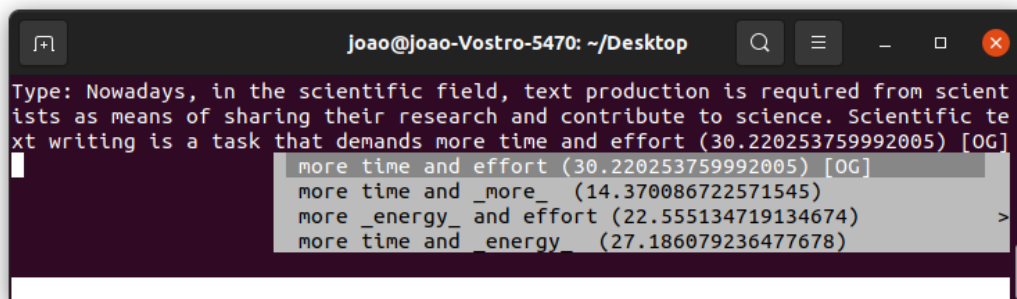 joao@joao-Vostro-5470: ~/Desktop
Type: Nowadays, in the scientific field, text production is required from scient
ists as means of sharing their research and contribute to science. Scientific te
xt writing is a task that demands more time and effort (30.220253759992005) [OG]
more time and effort (30.220253759992005) [OG]
more time and _more_  (14.370086722571545)
more _energy_ and effort (22.555134719134674) >
more time and _energy_  (27.186079236477678)